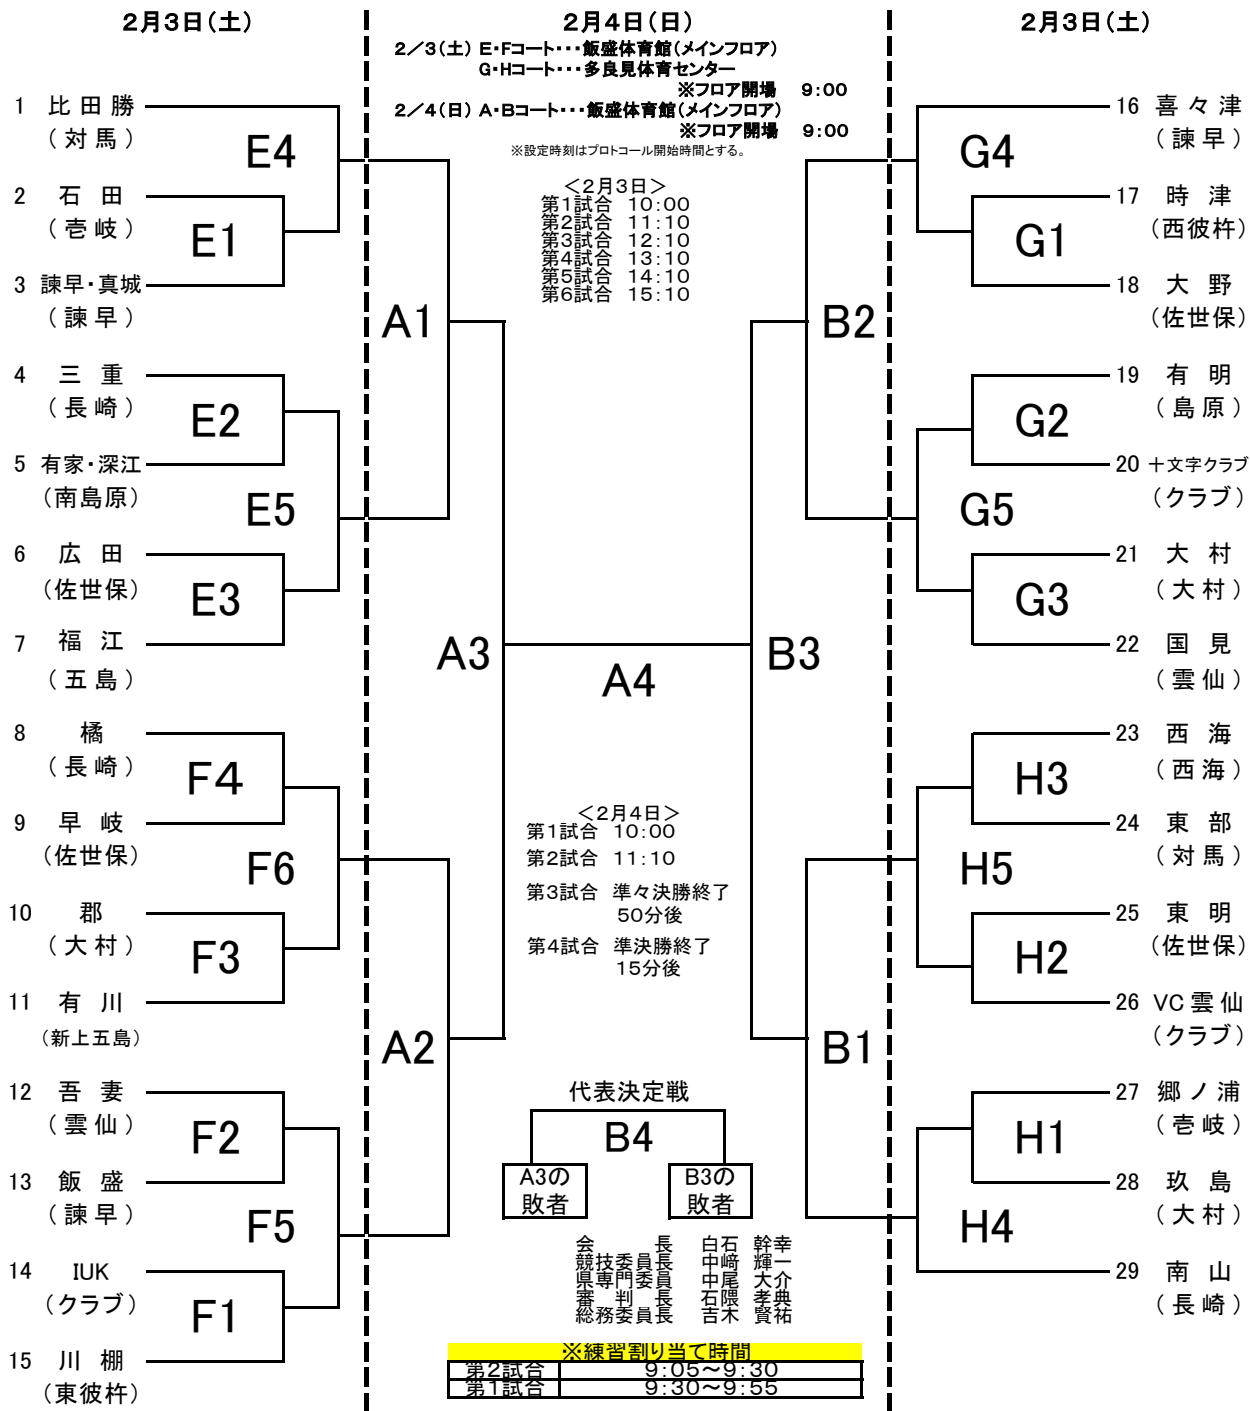 2月3日(土)
2月4日(日)
2月3日(土)
2／3(土) E・Fコート・・・飯盛体育館(メインフロア)
G・Hコート・・・多良見体育センター
※フロア開場 9:00
2／4(日) A・Bコート・・・飯盛体育館(メインフロア)
※フロア開場 9:00
※設定時刻はプロトコール開始時間とする。
＜2月3日＞
第1試合 10:00
第2試合 11:10
第3試合 12:10
第4試合 13:10
第5試合 14:10
第6試合 15:10
1 比田勝
(対馬)
E4
2 石田
(壱岐)
E1
3 諫早・真城
(諫早)
A1
4 三重
(長崎)
E2
5 有家・深江
(南島原)
E5
6 広田
(佐世保)
E3
7 福江
(五島)
A3
8 橘
(長崎)
F4
9 早岐
(佐世保)
F6
10 郡
(大村)
F3
11 有川
(新上五島)
A2
12 吾妻
(雲仙)
F2
13 飯盛
(諫早)
F5
14 IUK
(クラブ)
F1
15 川棚
(東彼杵)
A4
16 喜々津
(諫早)
G4
17 時津
(西彼杵)
G1
18 大野
(佐世保)
B2
19 有明
(島原)
G2
20 十文字クラブ
(クラブ)
G5
21 大村
(大村)
G3
22 国見
(雲仙)
B3
23 西海
(西海)
H3
24 東部
(対馬)
H5
25 東明
(佐世保)
H2
26 VC雲仙
(クラブ)
B1
27 郷ノ浦
(壱岐)
H1
28 玖島
(大村)
H4
29 南山
(長崎)
＜2月4日＞
第1試合 10:00
第2試合 11:10
第3試合 準々決勝終了
50分後
第4試合 準決勝終了
15分後
代表決定戦
B4
A3の
敗者
B3の
敗者
会長 白石 幹幸
競技委員長 中﨑 輝一
県専門委員 中尾 大介
審判長 石隈 孝典
総務委員長 吉木 賢祐
※練習割り当て時間
第2試合 9:05～9:30
第1試合 9:30～9:55